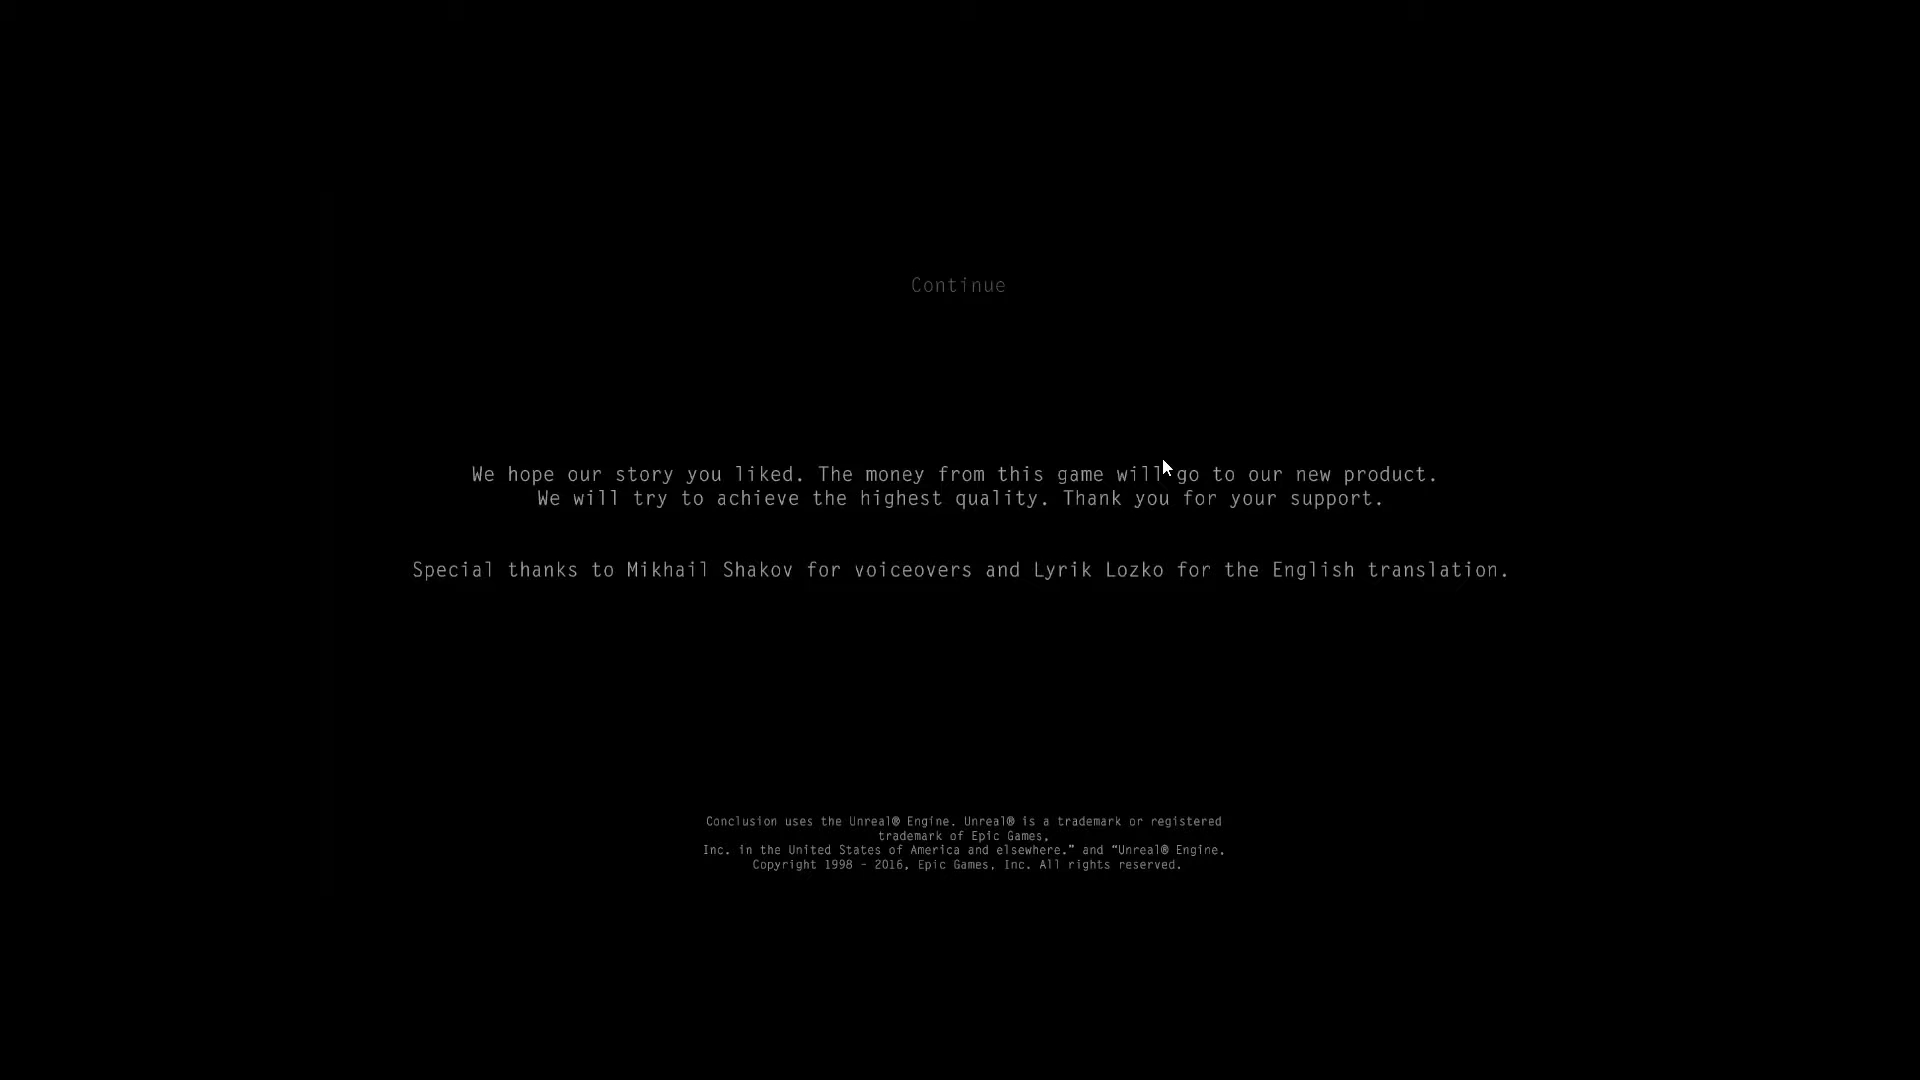 Continue
We hope our story you liked. The money from this game will go to our new product.
We will try to achieve the highest quality. Thank you for your support.
Special thanks to Mikhail Shakov for voiceovers and Lyrik Lozko for the English translation.
Conclusion uses the Unreal® Engine. Unreal® is a trademark or registered
trademark of Epic Games,
Inc. in the United States of America and elsewhere.” and “Unreal® Engine,
Copyright 1998 - 2016, Epic Games, Inc. All rights reserved.